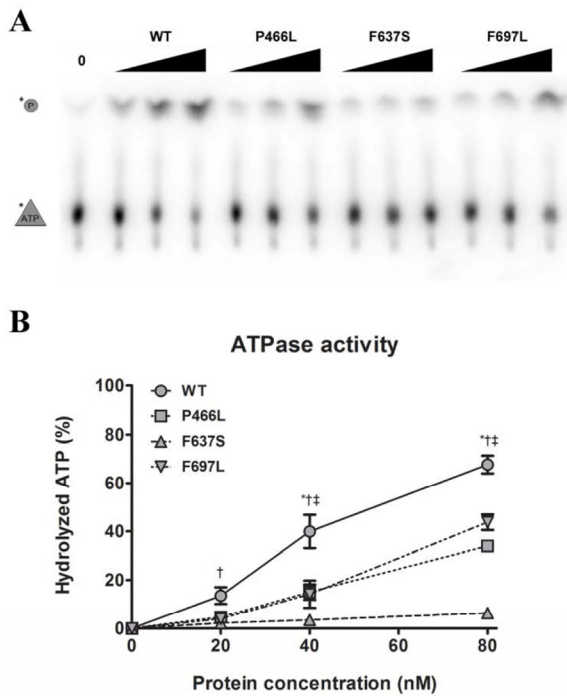 A
WT P466L F637S F697L
0
* P
* ATP
B
ATPase activity
100
80
60
40
20
0
Hydrolyzed ATP (%)
WT
P466L
F637S
F697L
†
*†‡
*†‡
0 20 40 60 80
Protein concentration (nM)